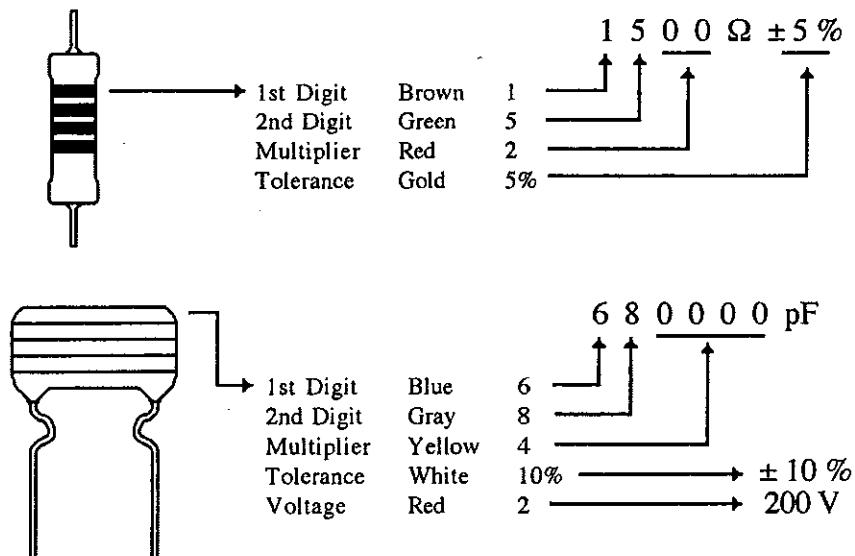 1 5 0 0 Ω ± 5 %
1st Digit Brown 1
2nd Digit Green 5
Multiplier Red 2
Tolerance Gold 5%
6 8 0 0 0 0 pF
1st Digit Blue 6
2nd Digit Gray 8
Multiplier Yellow 4
Tolerance White 10% ± 10 %
Voltage Red 2 200 V